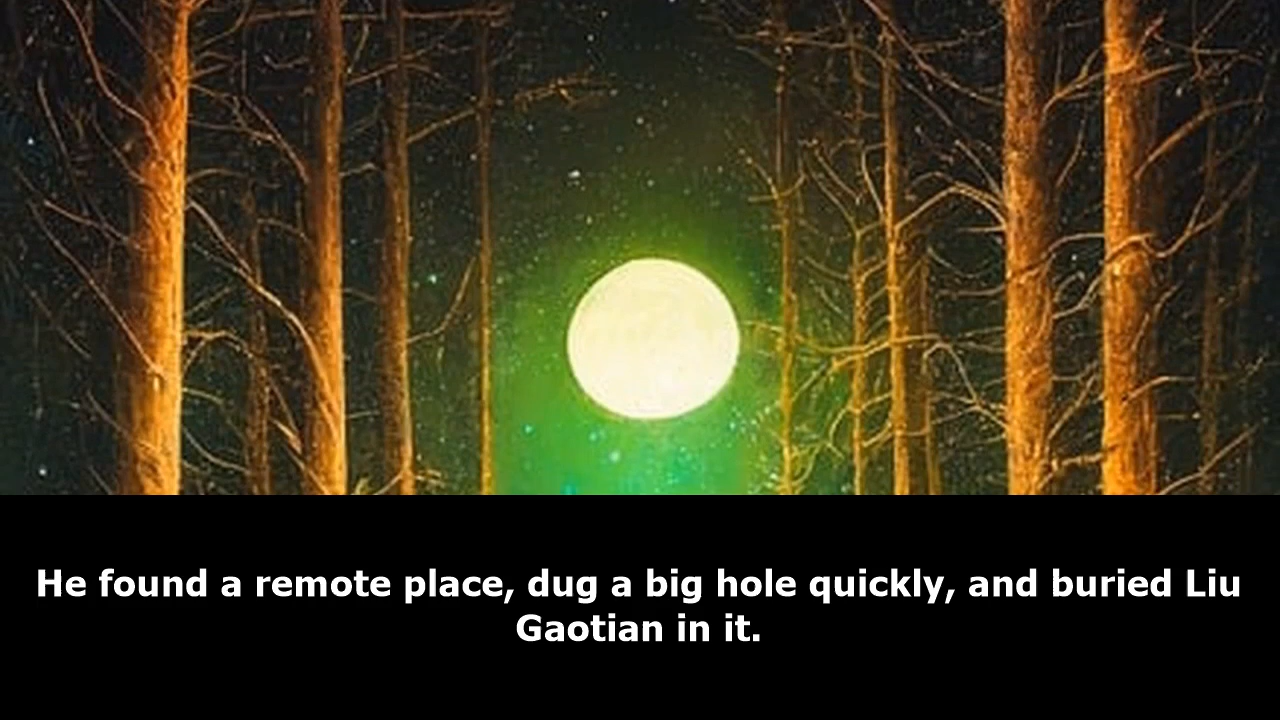 He found a remote place, dug a big hole quickly, and buried Liu
Gaotian in it.